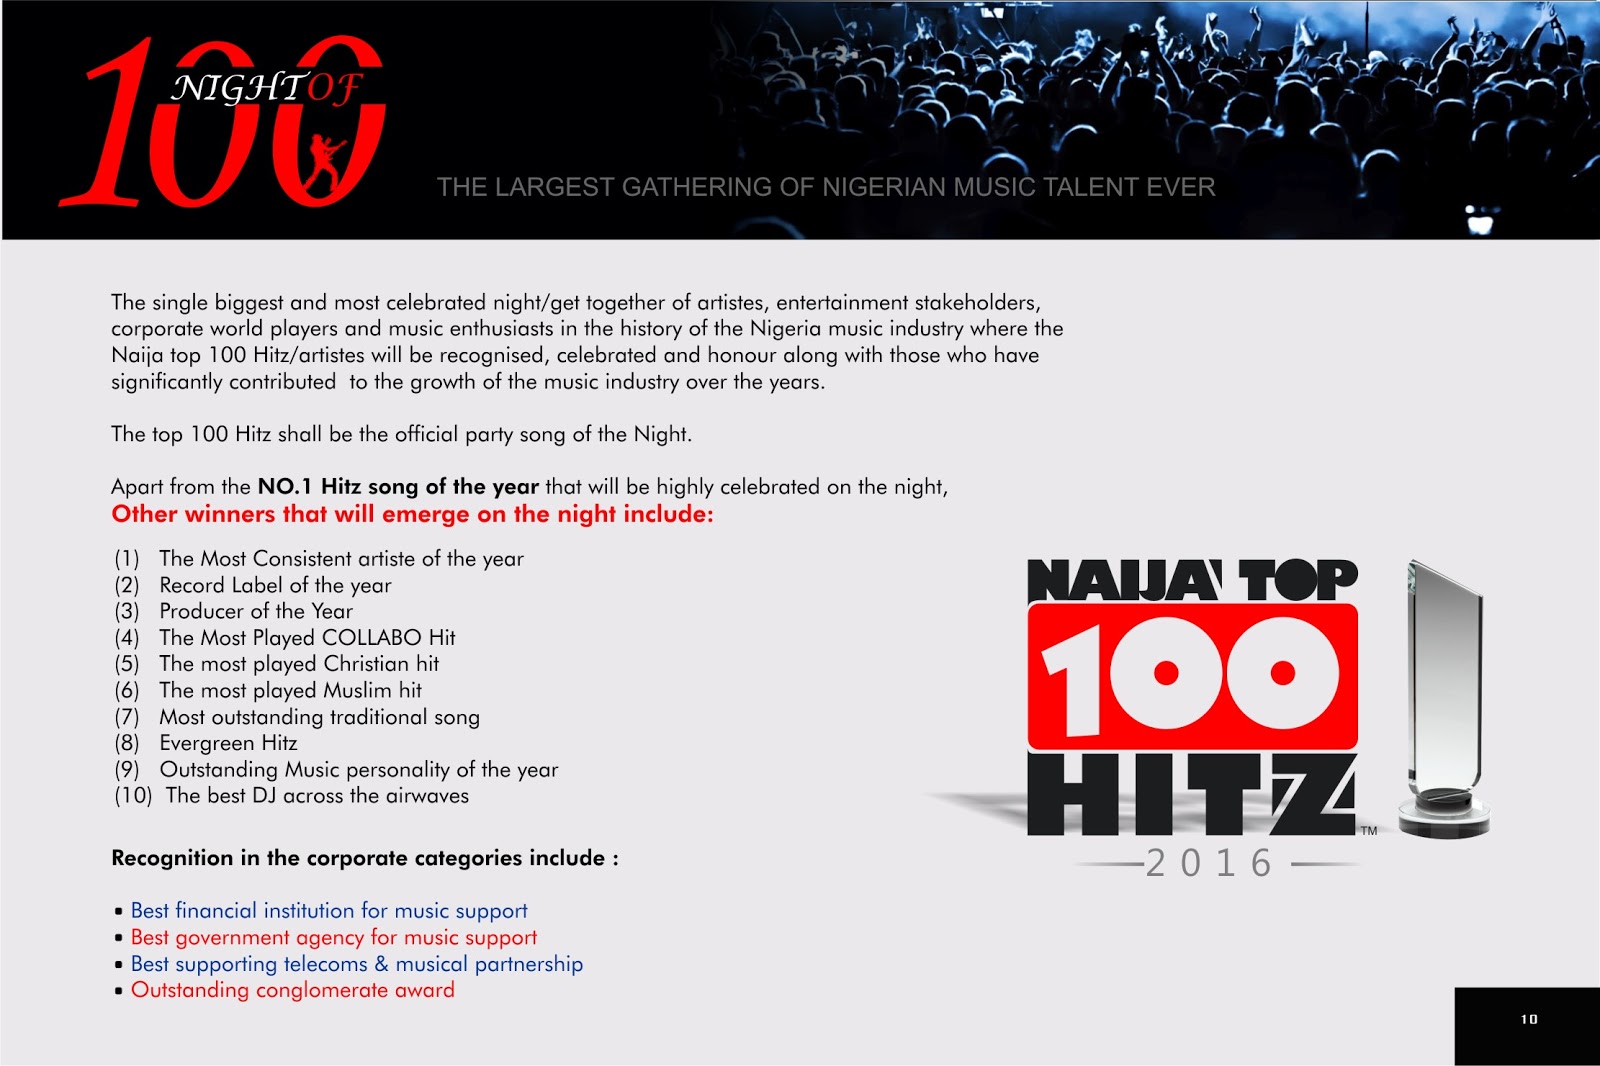 NIGHT OF
100
THE LARGEST GATHERING OF NIGERIAN MUSIC TALENT EVER
The single biggest and most celebrated night/get together of artistes, entertainment stakeholders,
corporate world players and music enthusiasts in the history of the Nigeria music industry where the
Naija top 100 Hitz/artistes will be recognised, celebrated and honour along with those who have
significantly contributed  to the growth of the music industry over the years.
The top 100 Hitz shall be the official party song of the Night.
Apart from the NO.1 Hitz song of the year that will be highly celebrated on the night,
Other winners that will emerge on the night include:
(1) The Most Consistent artiste of the year
(2) Record Label of the year
(3) Producer of the Year
(4) The Most Played COLLABO Hit
(5) The most played Christian hit
(6) The most played Muslim hit
(7) Most outstanding traditional song
(8) Evergreen Hitz
(9) Outstanding Music personality of the year
(10) The best DJ across the airwaves
NAIJA' TOP
100
HITZ TM
2016
Recognition in the corporate categories include :
• Best financial institution for music support
• Best government agency for music support
• Best supporting telecoms & musical partnership
• Outstanding conglomerate award
10